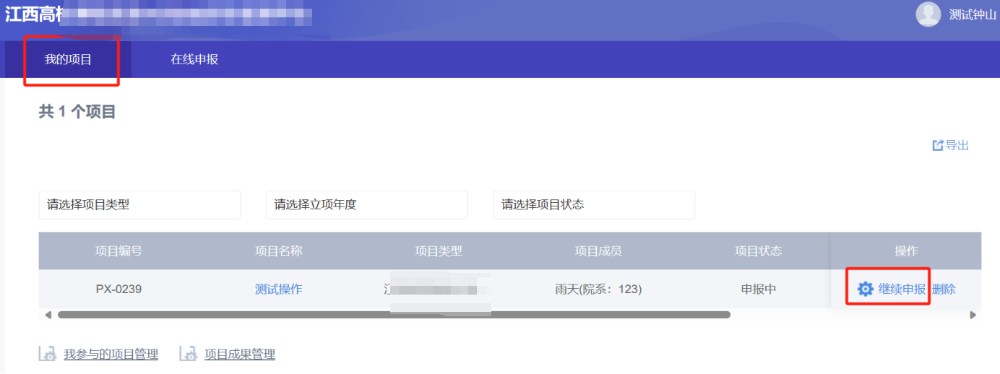 江西高
测试钟山
我的项目
在线申报
共 1 个项目
导出
请选择项目类型
请选择立项年度
请选择项目状态
项目编号 项目名称 项目类型 项目成员 项目状态 操作
PX-0239 测试操作 江 雨天(院系：123) 申报中 继续申报 删除
我参与的项目管理 项目成果管理